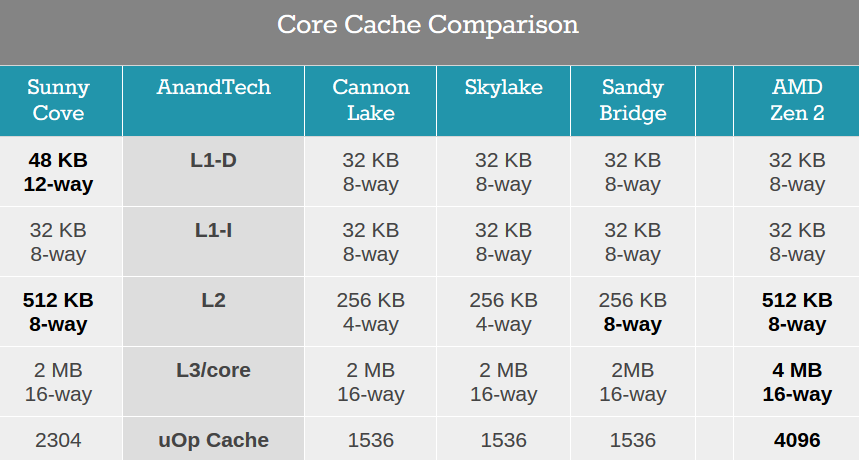 Core Cache Comparison
Sunny Cove AnandTech Cannon Lake Skylake Sandy Bridge AMD Zen 2
48 KB L1-D 32 KB 32 KB 32 KB 32 KB
12-way 8-way 8-way 8-way 8-way
32 KB L1-I 32 KB 32 KB 32 KB 32 KB
8-way 8-way 8-way 8-way 8-way
512 KB L2 256 KB 256 KB 256 KB 512 KB
8-way 4-way 4-way 8-way 8-way
2 MB L3/core 2 MB 2 MB 2MB 4 MB
16-way 16-way 16-way 16-way 16-way
2304 uOp Cache 1536 1536 1536 4096